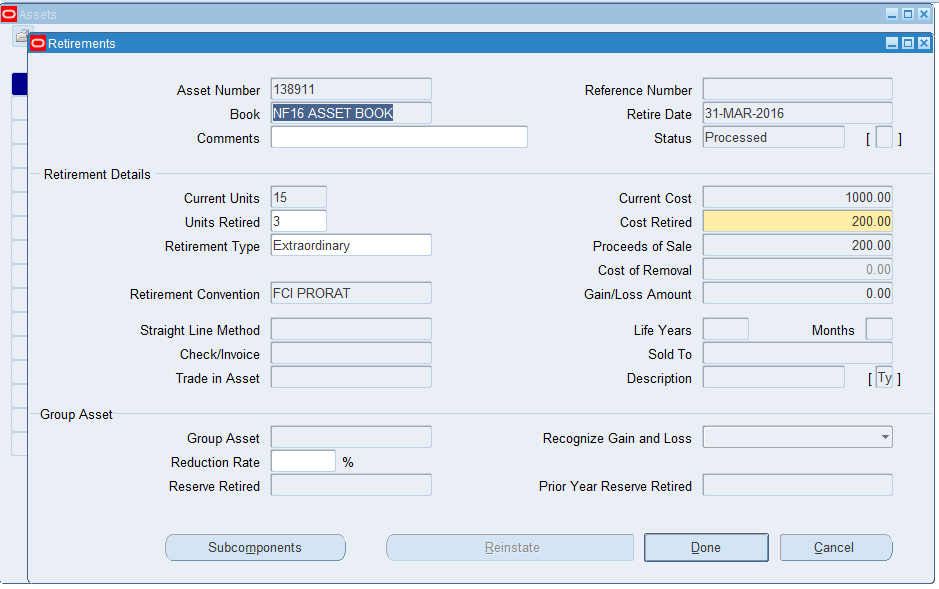 Assets
Retirements
Asset Number 138911 Reference Number
Book NF16 ASSET BOOK Retire Date 31-MAR-2016
Comments Status Processed [ ]
Retirement Details
Current Units 15 Current Cost 1000.00
Units Retired 3 Cost Retired 200.00
Retirement Type Extraordinary Proceeds of Sale 200.00
Cost of Removal 0.00
Retirement Convention FCI PRORAT Gain/Loss Amount 0.00
Straight Line Method Life Years Months
Check/Invoice Sold To
Trade in Asset Description [Ty]
Group Asset
Group Asset Recognize Gain and Loss
Reduction Rate %
Reserve Retired Prior Year Reserve Retired
Subcomponents Reinstate Done Cancel